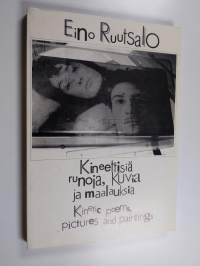 Eino Ruutsalo
Kineettisiä
runoja, kuvia
ja maalauksia
Kinetic poems,
pictures and paintings